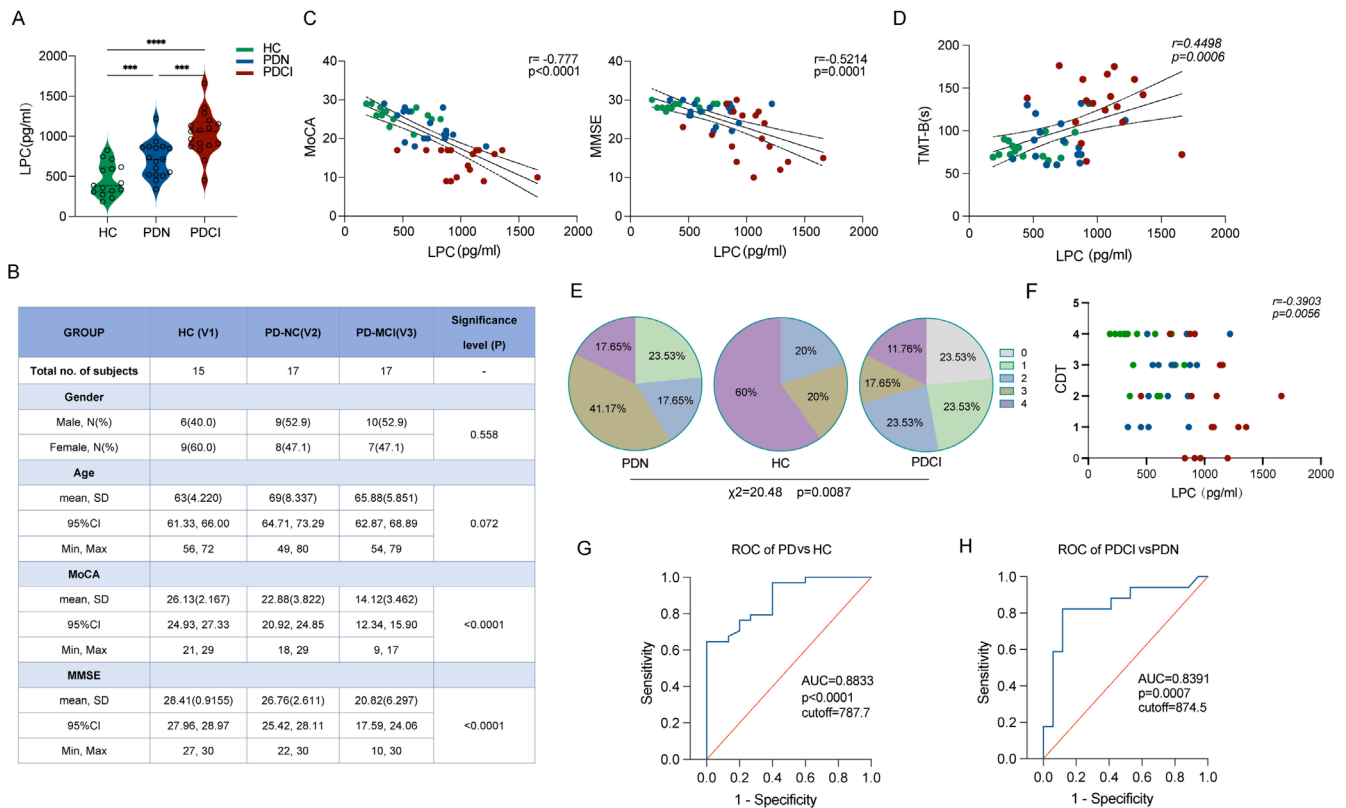 A
****
***
***
HC
PDN
PDCI
LPC(pg/ml)
2000
1500
1000
500
0
HC PDN PDCI
C
r= -0.777
p<0.0001
MoCA
40
30
20
10
0
0 500 1000 1500 2000
LPC (pg/ml)
r=-0.5214
p=0.0001
MMSE
40
30
20
10
0
0 500 1000 1500 2000
LPC (pg/ml)
D
r=0.4498
p=0.0006
TMT-B(s)
200
150
100
50
0
0 500 1000 1500 2000
LPC (pg/ml)
B
GROUP HC (V1) PD-NC(V2) PD-MCI(V3) Significance level (P)
Total no. of subjects 15 17 17 -
Gender
Male, N(%) 6(40.0) 9(52.9) 10(52.9) 0.558
Female, N(%) 9(60.0) 8(47.1) 7(47.1)
Age
mean, SD 63(4.220) 69(8.337) 65.88(5.851)
95%CI 61.33, 66.00 64.71, 73.29 62.87, 68.89 0.072
Min, Max 56, 72 49, 80 54, 79
MoCA
mean, SD 26.13(2.167) 22.88(3.822) 14.12(3.462)
95%CI 24.93, 27.33 20.92, 24.85 12.34, 15.90 <0.0001
Min, Max 21, 29 18, 29 9, 17
MMSE
mean, SD 28.41(0.9155) 26.76(2.611) 20.82(6.297)
95%CI 27.96, 28.97 25.42, 28.11 17.59, 24.06 <0.0001
Min, Max 27, 30 22, 30 10, 30
E
17.65% 23.53%
41.17% 17.65%
PDN
20%
60% 20%
HC
11.76% 23.53%
17.65%
23.53% 23.53%
PDCI
0
1
2
3
4
χ2=20.48 p=0.0087
F
r=-0.3903
p=0.0056
CDT
5
4
3
2
1
0
0 500 1000 1500 2000
LPC (pg/ml)
G
ROC of PD vs HC
Sensitivity
1.0
0.8
0.6
0.4
0.2
0.0
AUC=0.8833
p<0.0001
cutoff=787.7
0.0 0.2 0.4 0.6 0.8 1.0
1 - Specificity
H
ROC of PDCI vsPDN
Sensitivity
1.0
0.8
0.6
0.4
0.2
0.0
AUC=0.8391
p=0.0007
cutoff=874.5
0.0 0.2 0.4 0.6 0.8 1.0
1 - Specificity